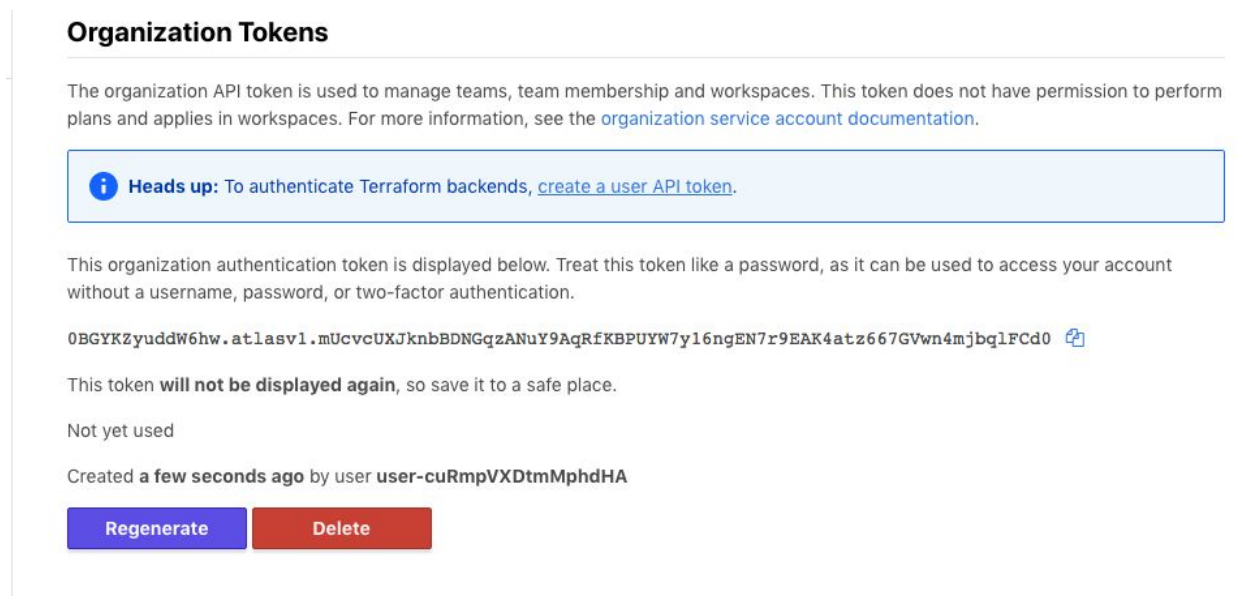 Organization Tokens
The organization API token is used to manage teams, team membership and workspaces. This token does not have permission to perform
plans and applies in workspaces. For more information, see the organization service account documentation.
Heads up: To authenticate Terraform backends, create a user API token.
This organization authentication token is displayed below. Treat this token like a password, as it can be used to access your account
without a username, password, or two-factor authentication.
0BGYKZyuddW6hw.atlasv1.mUcvcUXJknbBDNGqzANuY9AqRfKBPUYW7y16ngEN7r9EAK4atz667GVwn4mjbqlFCd0
This token will not be displayed again, so save it to a safe place.
Not yet used
Created a few seconds ago by user user-cuRmpVXDtmMphdHA
Regenerate Delete